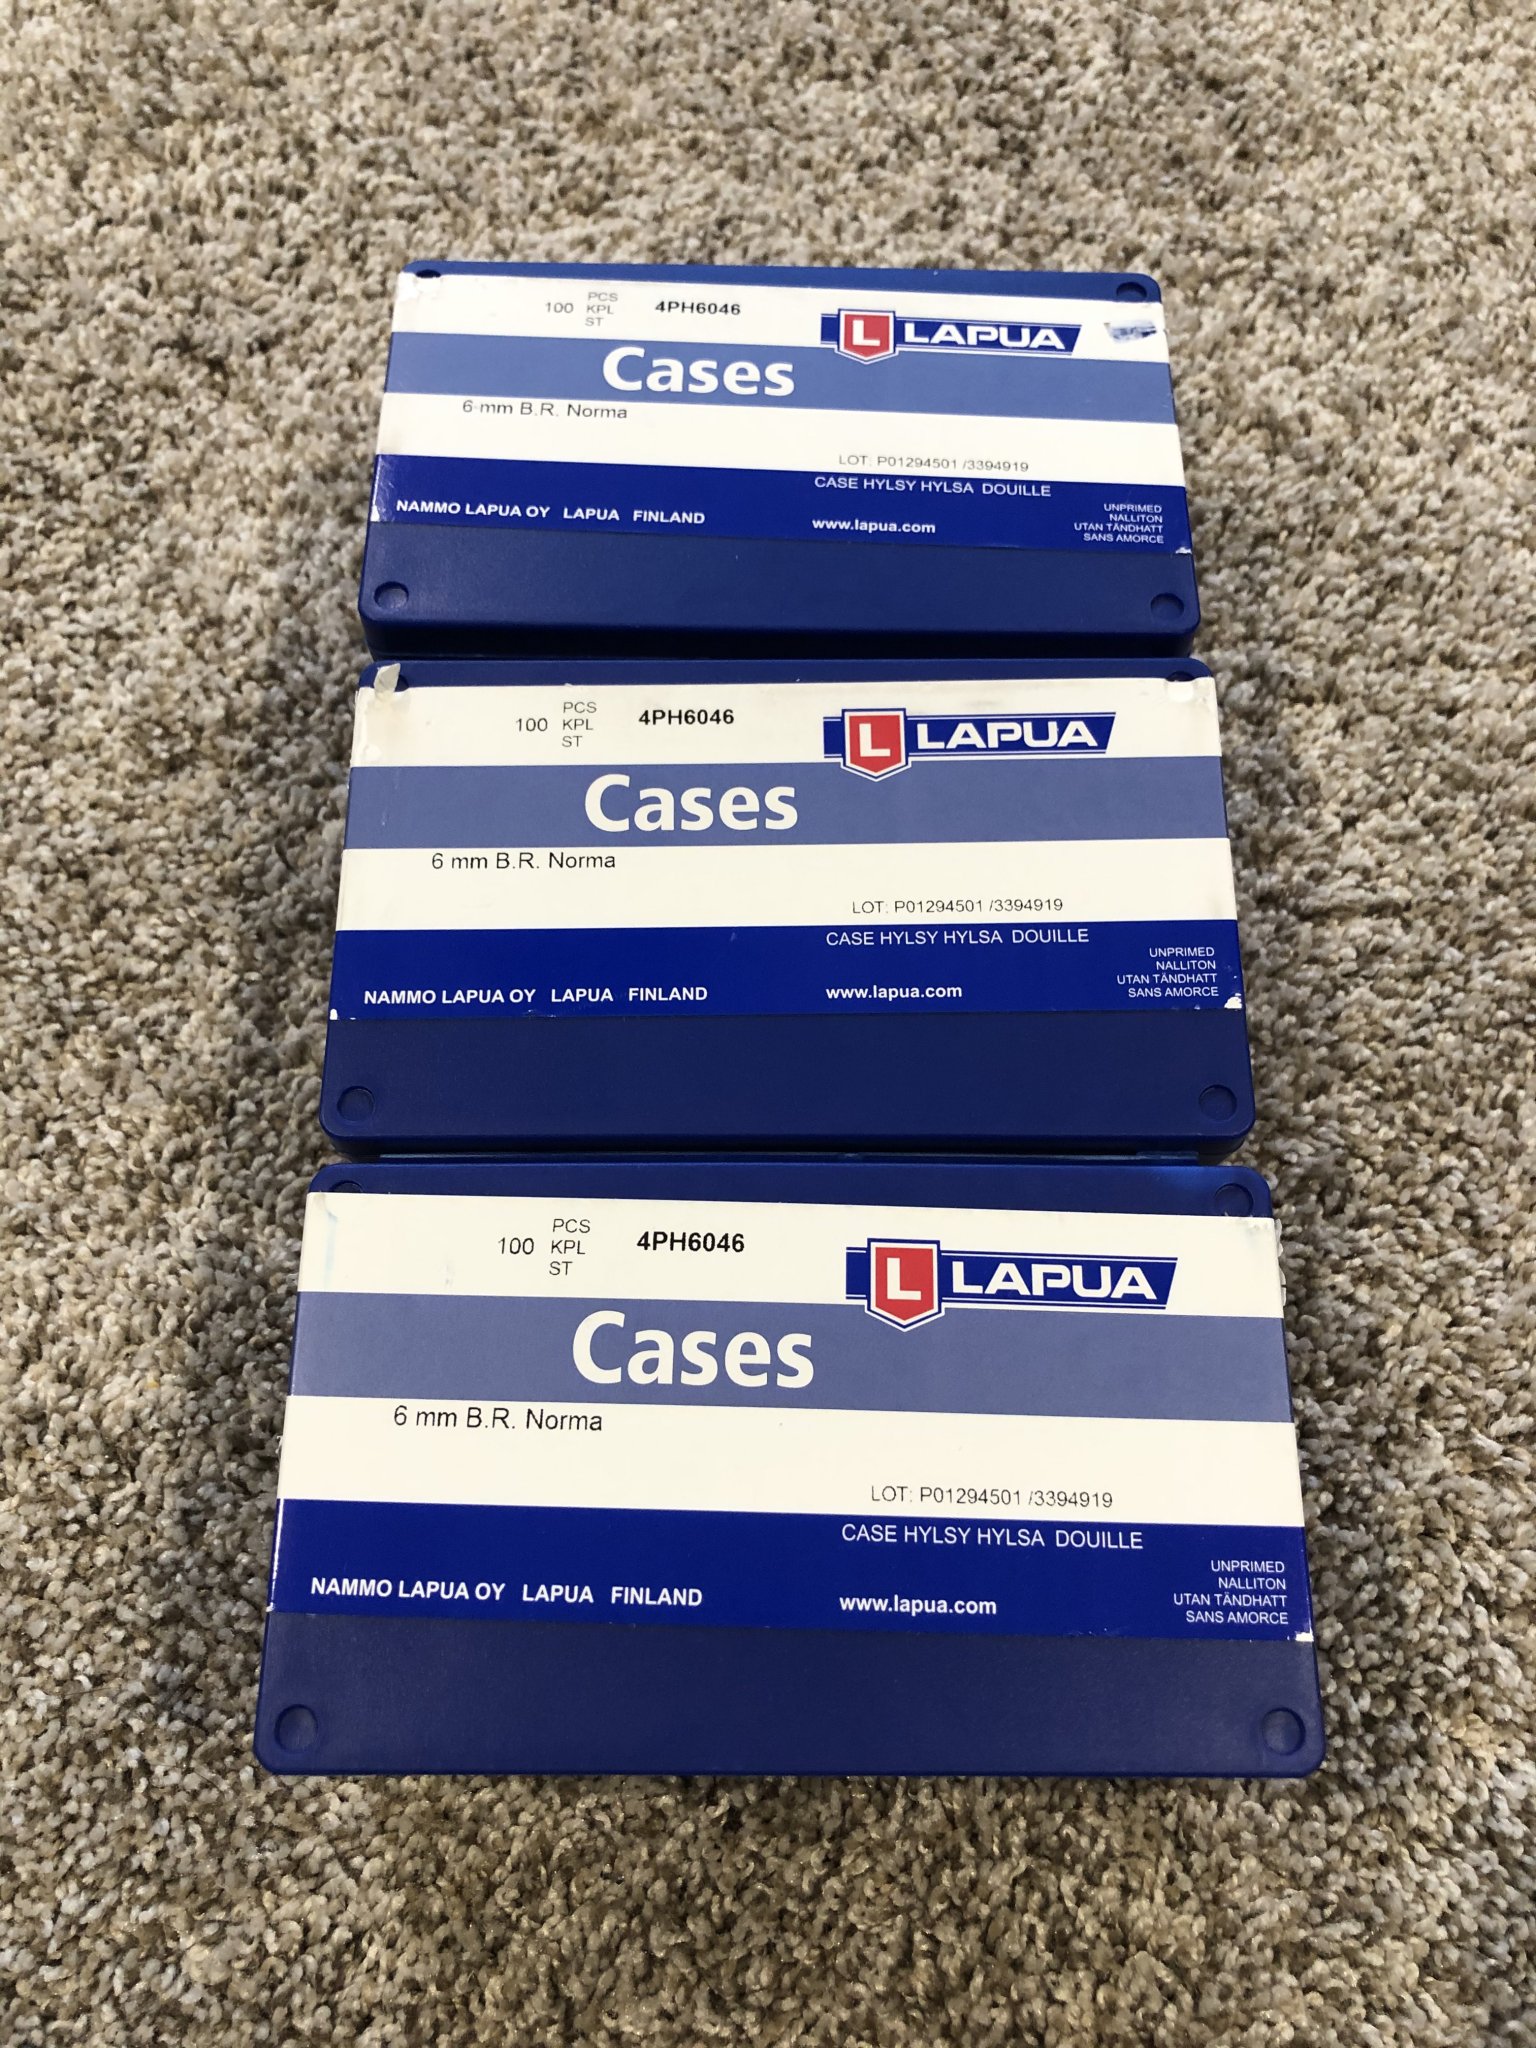 100 PCS
KPL
ST
4PH6046
L LAPUA
Cases
6 mm B.R. Norma
LOT: P01294501 /3394919
CASE HYLSY HYLSA DOUILLE
NAMMO LAPUA OY LAPUA FINLAND
www.lapua.com
UNPRIMED
NALLITON
UTAN TÄNDHATT
SANS AMORCE
100 PCS
KPL
ST
4PH6046
L LAPUA
Cases
6 mm B.R. Norma
LOT: P01294501 /3394919
CASE HYLSY HYLSA DOUILLE
NAMMO LAPUA OY LAPUA FINLAND
www.lapua.com
UNPRIMED
NALLITON
UTAN TÄNDHATT
SANS AMORCE
100 PCS
KPL
ST
4PH6046
L LAPUA
Cases
6 mm B.R. Norma
LOT: P01294501 /3394919
CASE HYLSY HYLSA DOUILLE
NAMMO LAPUA OY LAPUA FINLAND
www.lapua.com
UNPRIMED
NALLITON
UTAN TÄNDHATT
SANS AMORCE